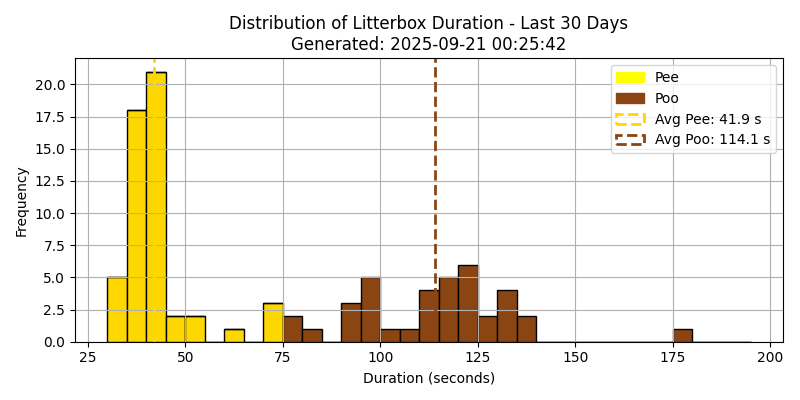 Distribution of Litterbox Duration - Last 30 Days
Generated: 2025-09-21 00:25:42
Pee
Poo
Avg Pee: 41.9 s
Avg Poo: 114.1 s
Frequency
20.0
17.5
15.0
12.5
10.0
7.5
5.0
2.5
0.0
25 50 75 100 125 150 175 200
Duration (seconds)